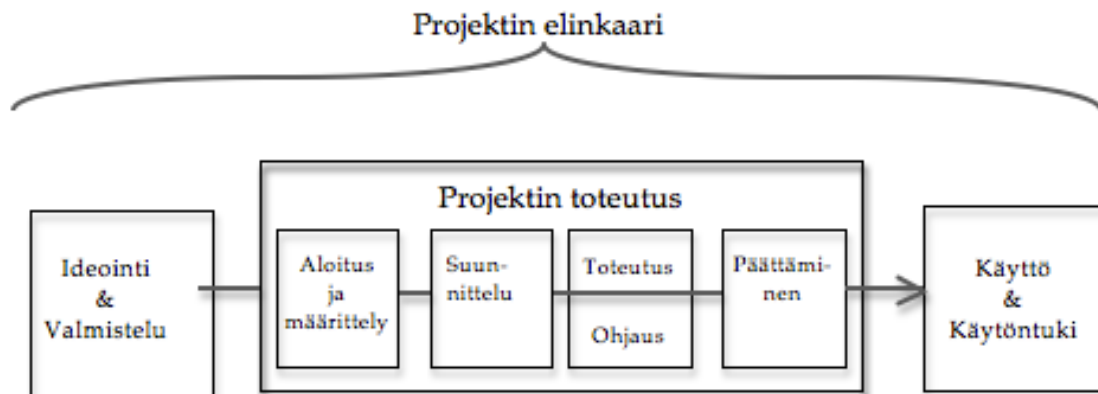 Projektin elinkaari
Projektin toteutus
Ideointi
&
Valmistelu
Aloitus
ja
määrittely
Suun-
nittelu
Toteutus
Ohjaus
Päättämi-
nen
Käyttö
&
Käytöntuki